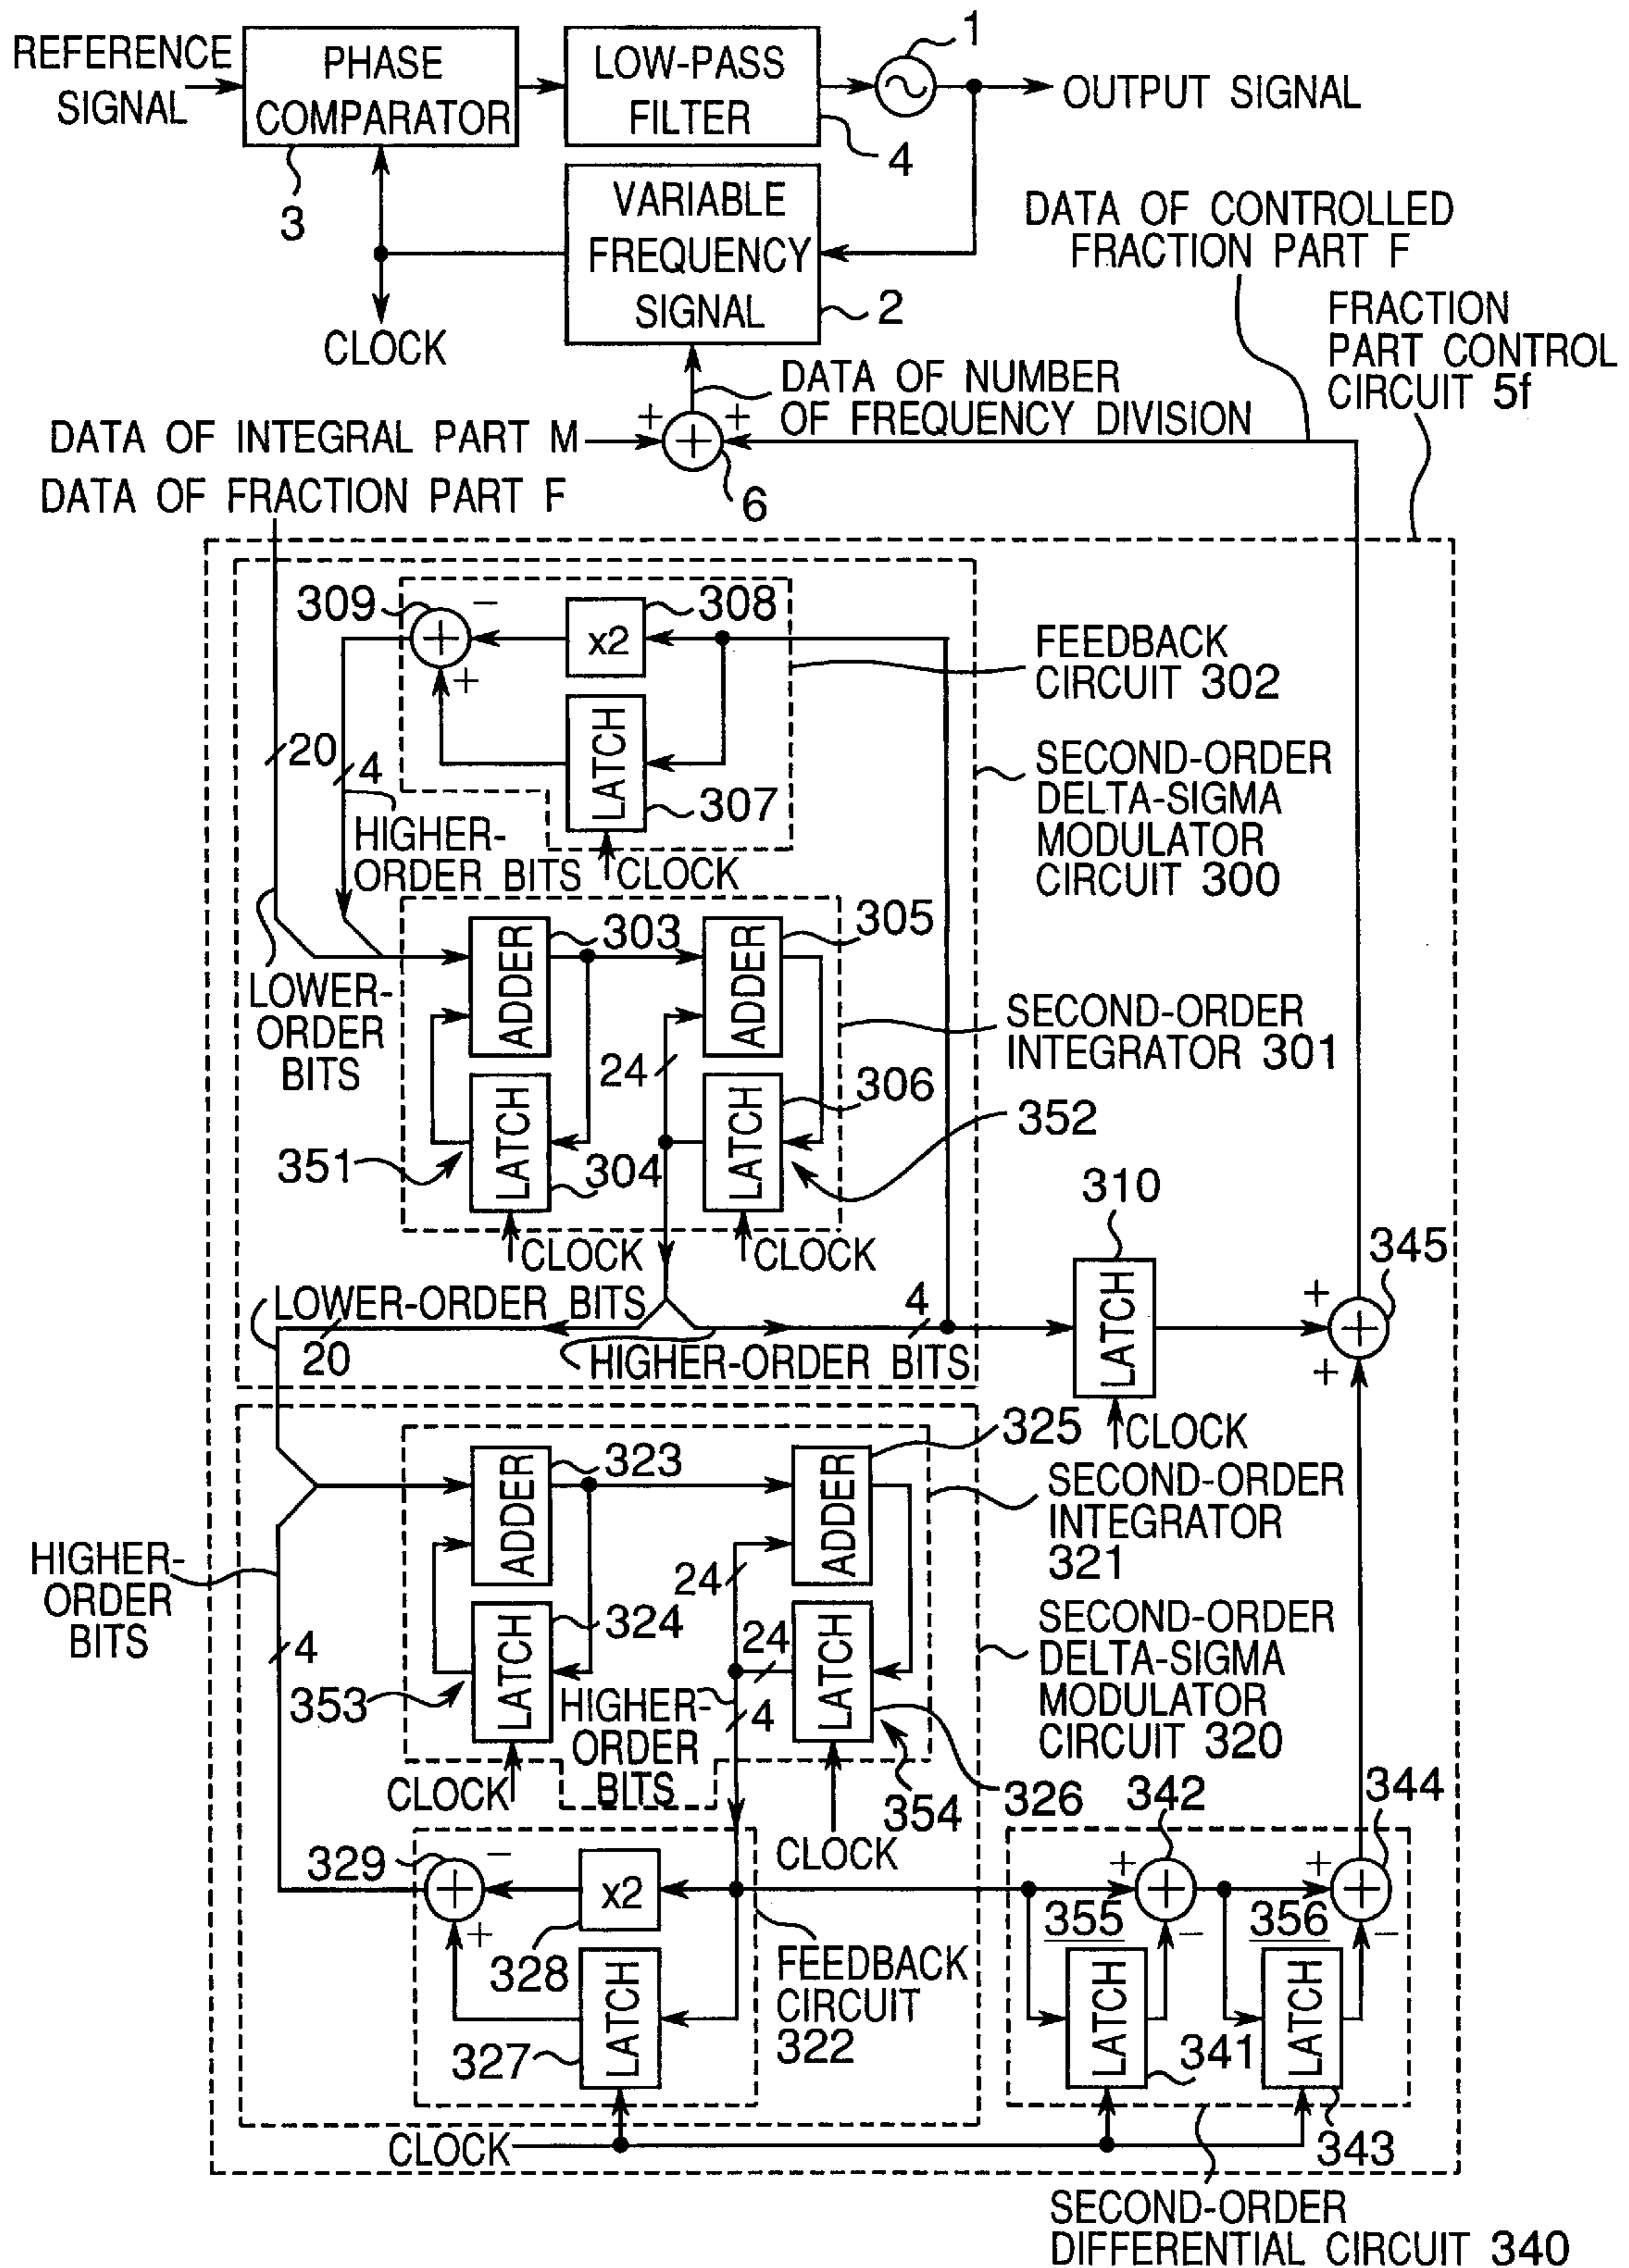 REFERENCE
SIGNAL
PHASE
COMPARATOR
3
LOW-PASS
FILTER
4
1
OUTPUT SIGNAL
VARIABLE
FREQUENCY
SIGNAL
2
CLOCK
DATA OF CONTROLLED
FRACTION PART F
FRACTION
PART CONTROL
CIRCUIT 5f
DATA OF NUMBER
OF FREQUENCY DIVISION
+ +
+
6
DATA OF INTEGRAL PART M
DATA OF FRACTION PART F
309
−
+
+
x2
308
LATCH
307
CLOCK
FEEDBACK
CIRCUIT 302
20
4
HIGHER-
ORDER BITS
SECOND-ORDER
DELTA-SIGMA
MODULATOR
CIRCUIT 300
LOWER-
ORDER
BITS
ADDER
303
ADDER
305
24
LATCH
304
LATCH
306
351
352
CLOCK
CLOCK
SECOND-ORDER
INTEGRATOR 301
LOWER-ORDER BITS
20
4
HIGHER-ORDER BITS
310
LATCH
CLOCK
345
+
+
+
ADDER
323
ADDER
325
24
24
LATCH
324
LATCH
326
353
354
HIGHER-
ORDER
BITS
4
CLOCK
CLOCK
SECOND-ORDER
INTEGRATOR
321
HIGHER-
ORDER
BITS
4
SECOND-ORDER
DELTA-SIGMA
MODULATOR
CIRCUIT 320
329
−
+
+
x2
328
LATCH
327
FEEDBACK
CIRCUIT
322
342
344
+
+
−
+
+
−
355
356
LATCH
341
LATCH
343
CLOCK
SECOND-ORDER
DIFFERENTIAL CIRCUIT 340